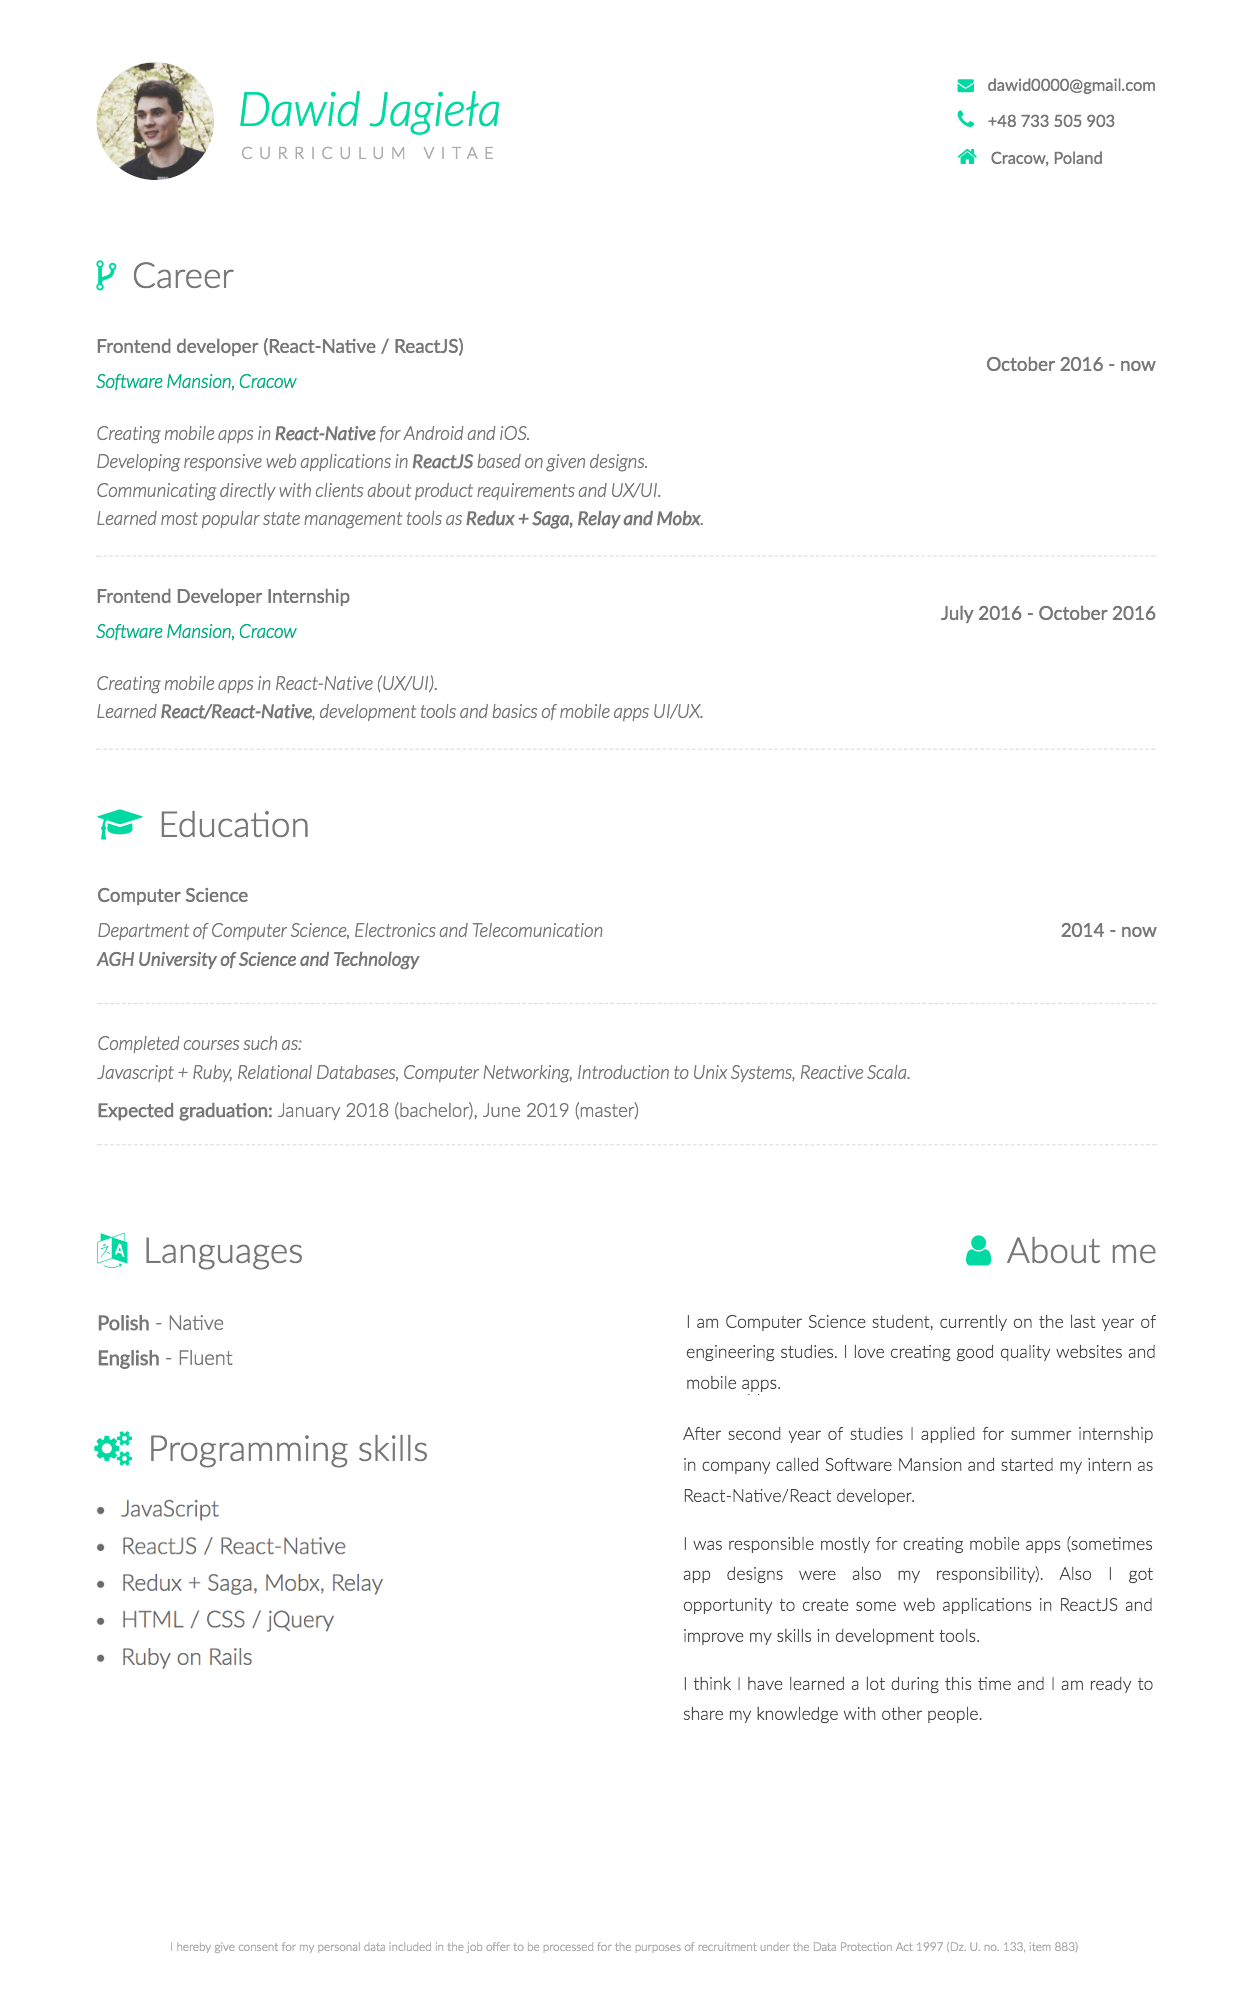 Dawid Jagieła
CURRICULUM VITAE
dawid0000@gmail.com
+48 733 505 903
Cracow, Poland
Career
Frontend developer (React-Native / ReactJS)
Software Mansion, Cracow
October 2016 - now
Creating mobile apps in React-Native for Android and iOS.
Developing responsive web applications in ReactJS based on given designs.
Communicating directly with clients about product requirements and UX/UI.
Learned most popular state management tools as Redux + Saga, Relay and Mobx.
Frontend Developer Internship
Software Mansion, Cracow
July 2016 - October 2016
Creating mobile apps in React-Native (UX/UI).
Learned React/React-Native, development tools and basics of mobile apps UI/UX.
Education
Computer Science
Department of Computer Science, Electronics and Telecomunication
2014 - now
AGH University of Science and Technology
Completed courses such as:
Javascript + Ruby, Relational Databases, Computer Networking, Introduction to Unix Systems, Reactive Scala.
Expected graduation: January 2018 (bachelor), June 2019 (master)
Languages
Polish - Native
English - Fluent
Programming skills
• JavaScript
• ReactJS / React-Native
• Redux + Saga, Mobx, Relay
• HTML / CSS / jQuery
• Ruby on Rails
About me
I am Computer Science student, currently on the last year of
engineering studies. I love creating good quality websites and
mobile apps.
After second year of studies I applied for summer internship
in company called Software Mansion and started my intern as
React-Native/React developer.
I was responsible mostly for creating mobile apps (sometimes
app designs were also my responsibility). Also I got
opportunity to create some web applications in ReactJS and
improve my skills in development tools.
I think I have learned a lot during this time and I am ready to
share my knowledge with other people.
I hereby give consent for my personal data included in the job offer to be processed for the purposes of recruitment under the Data Protection Act 1997 (Dz. U. no. 133, item 883)